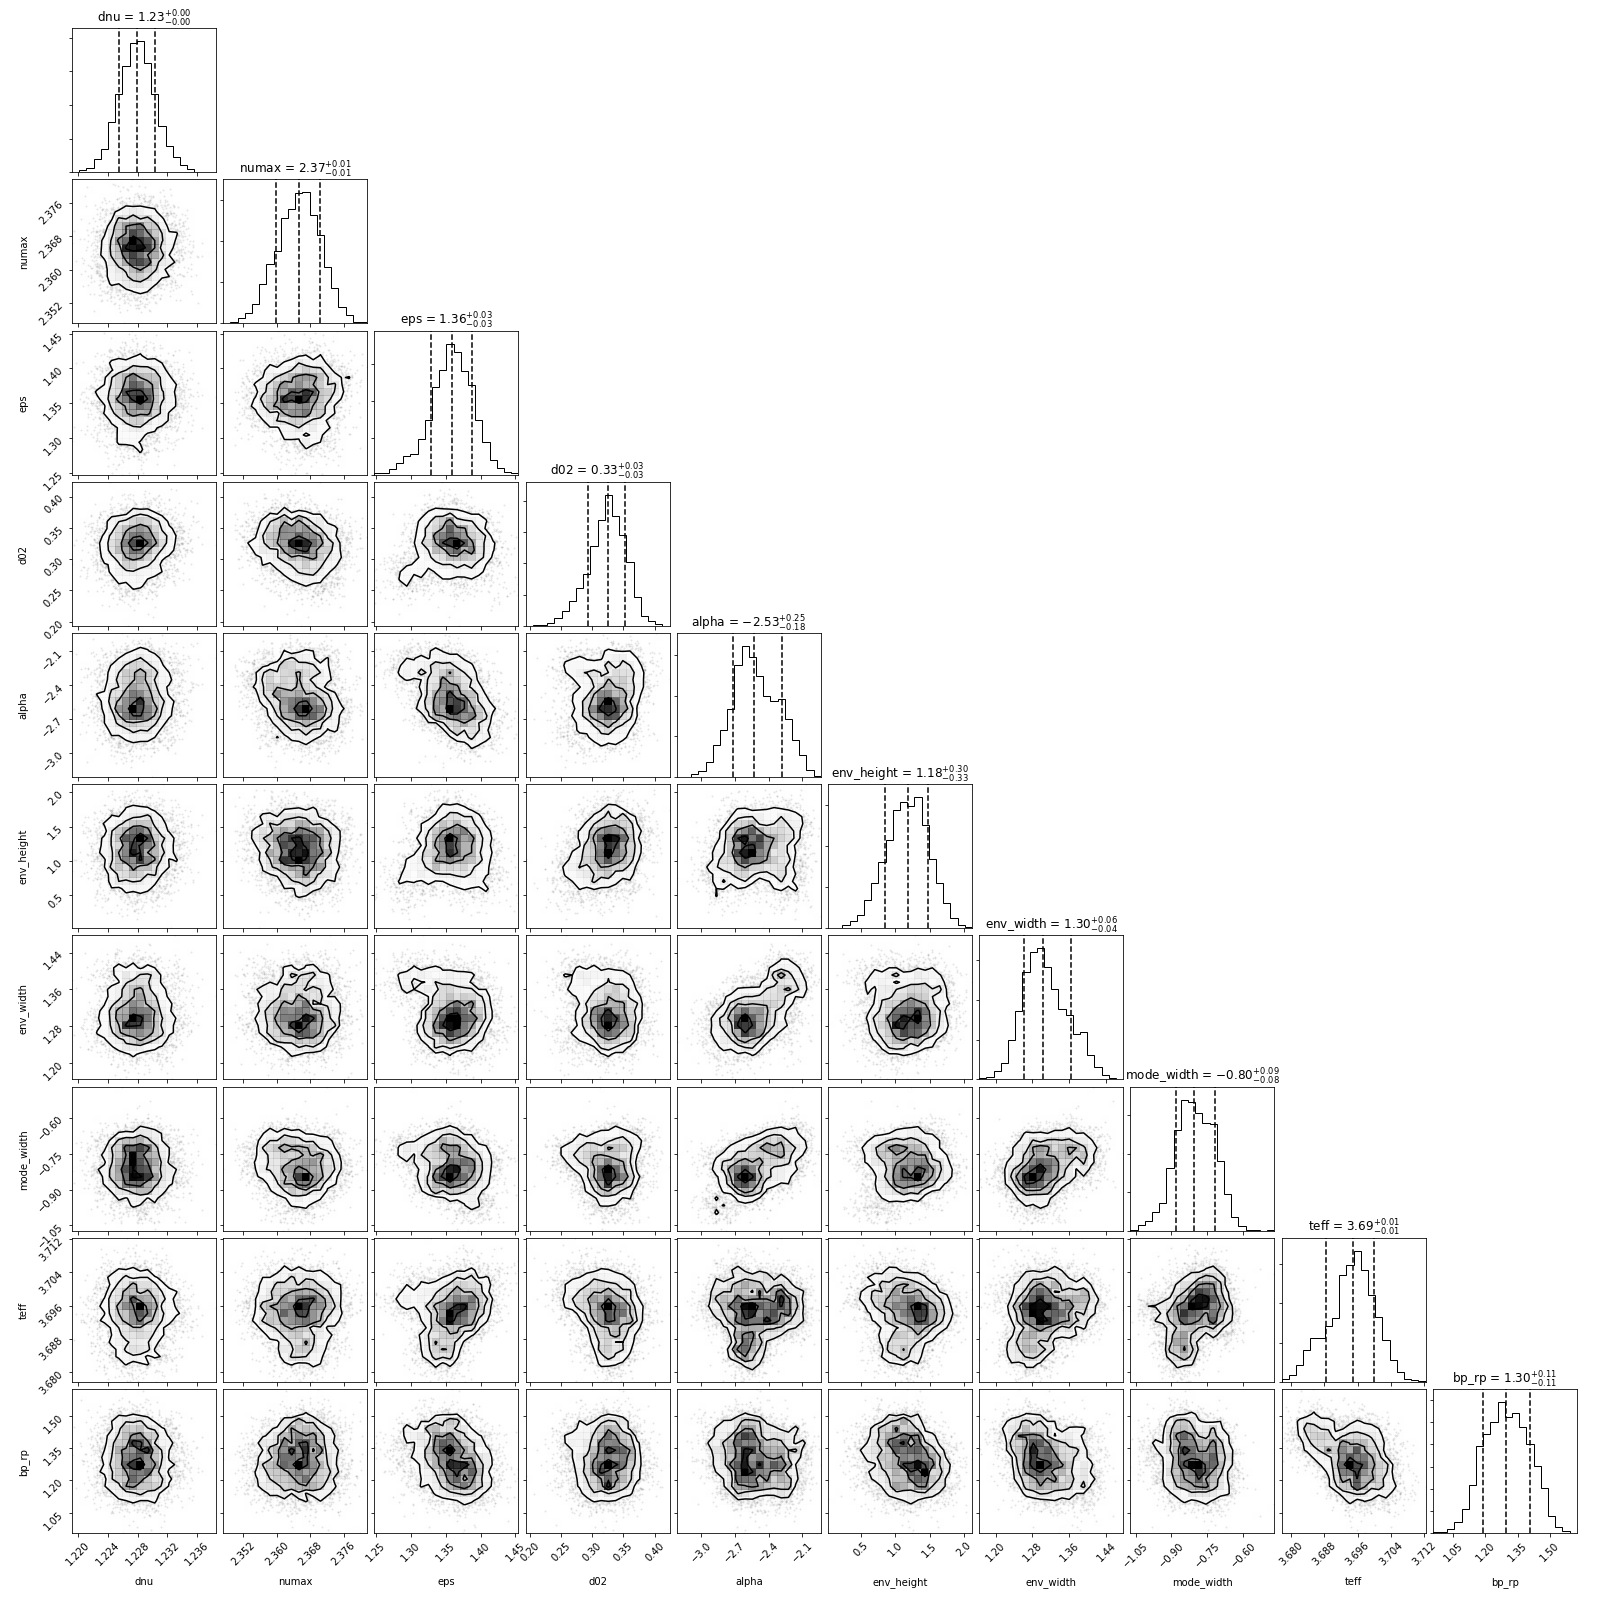 dnu = 1.23+0.00 −0.00
numax = 2.37+0.01 −0.01
numax
2.376
2.368
2.360
2.352
eps = 1.36+0.03 −0.03
eps
1.45
1.40
1.35
1.30
1.25
d02 = 0.33+0.03 −0.03
d02
0.40
0.35
0.30
0.25
0.20
alpha = −2.53+0.25 −0.18
alpha
−2.1
−2.4
−2.7
−3.0
env_height = 1.18+0.30 −0.33
env_height
2.0
1.5
1.0
0.5
env_width = 1.30+0.06 −0.04
env_width
1.44
1.36
1.28
1.20
mode_width = −0.80+0.09 −0.08
mode_width
−0.60
−0.75
−0.90
−1.05
teff = 3.69+0.01 −0.01
teff
3.712
3.704
3.696
3.688
3.680
bp_rp = 1.30+0.11 −0.11
bp_rp
1.50
1.35
1.20
1.05
1.220 1.224 1.228 1.232 1.236 2.352 2.360 2.368 2.376 1.25 1.30 1.35 1.40 1.45 0.20 0.25 0.30 0.35 0.40 −3.0 −2.7 −2.4 −2.1 0.5 1.0 1.5 2.0 1.20 1.28 1.36 1.44 −1.05 −0.90 −0.75 −0.60 3.680 3.688 3.696 3.704 3.712 1.05 1.20 1.35 1.50
dnu numax eps d02 alpha env_height env_width mode_width teff bp_rp